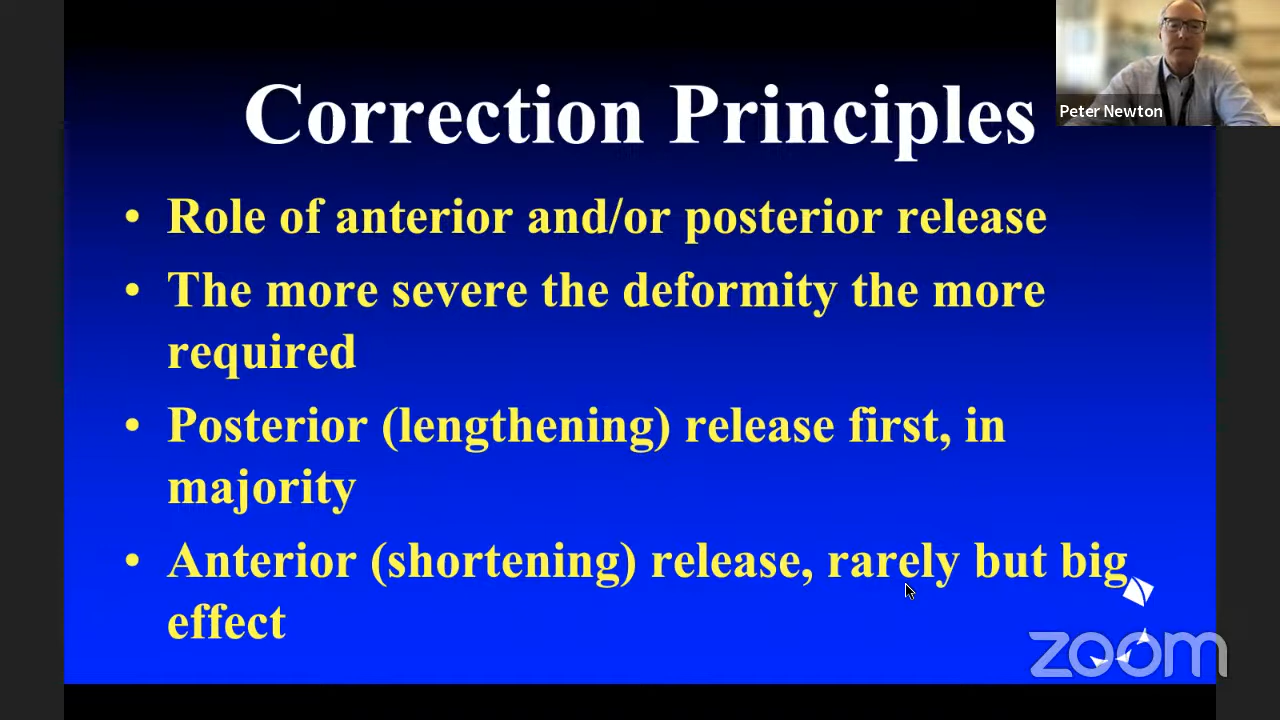 Correction Principles
Peter Newton
• Role of anterior and/or posterior release
• The more severe the deformity the more
required
• Posterior (lengthening) release first, in
majority
• Anterior (shortening) release, rarely but big
effect
zoom